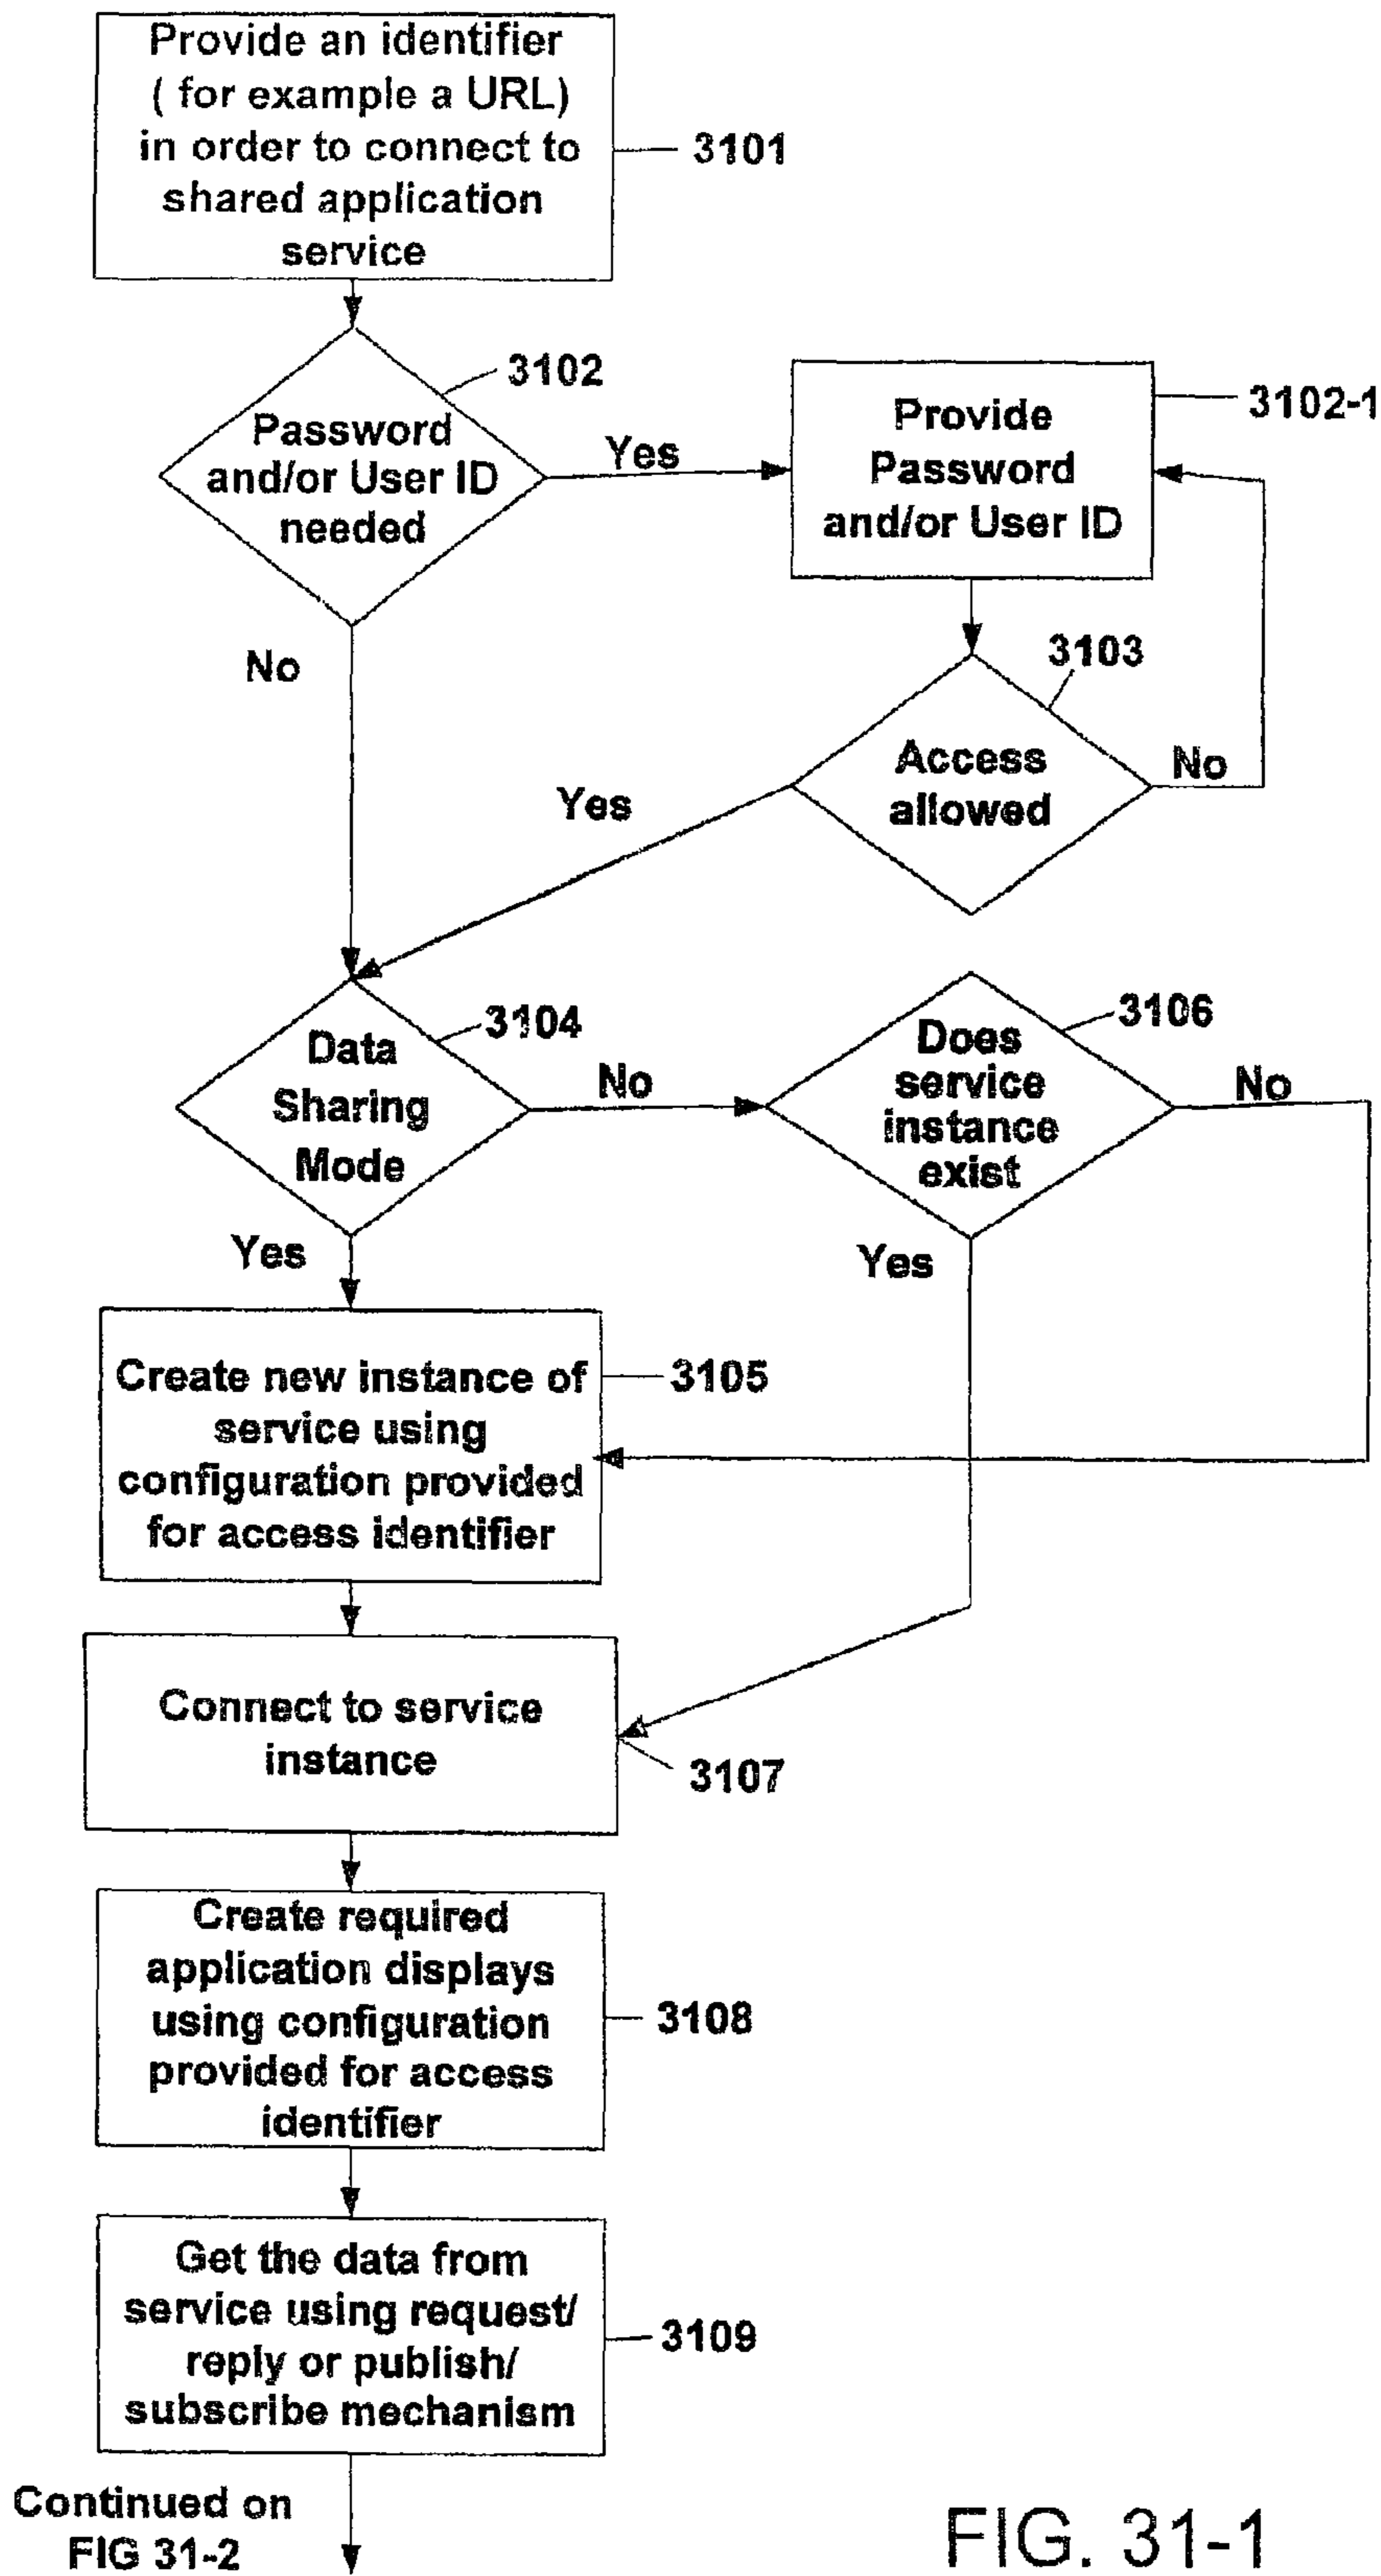 Provide an identifier
( for example a URL)
in order to connect to
shared application
service
3101
3102
Password
and/or User ID
needed
Yes
No
3102-1
Provide
Password
and/or User ID
3103
Access
allowed
No
Yes
3104
Data
Sharing
Mode
No
Yes
3106
Does
service
instance
exist
No
Yes
Create new instance of
service using
configuration provided
for access identifier
3105
Connect to service
instance
3107
Create required
application displays
using configuration
provided for access
identifier
3108
Get the data from
service using request/
reply or publish/
subscribe mechanism
3109
Continued on
FIG 31-2
FIG. 31-1